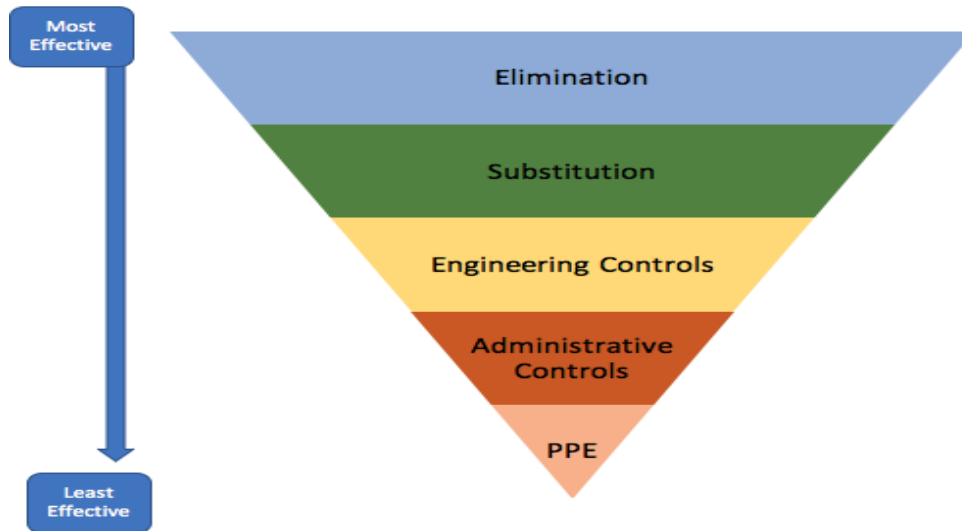 Most
Effective
Elimination
Substitution
Engineering Controls
Administrative
Controls
PPE
Least
Effective